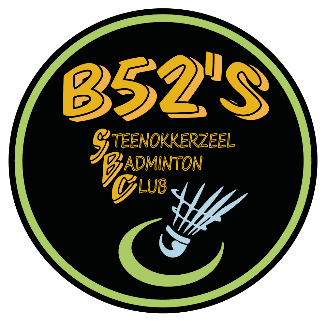 B52'S
STEENOKKERZEEL
BADMINTON
CLUB